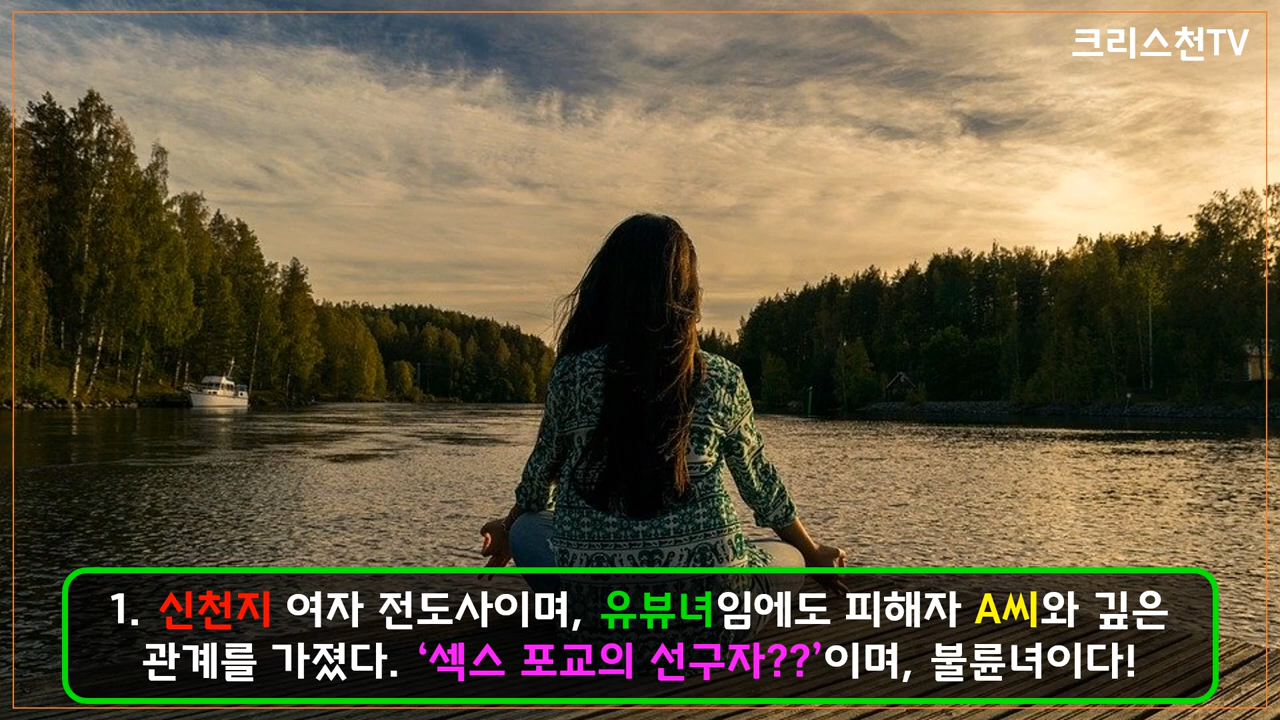 크리스천TV
1. 신천지 여자 전도사이며, 유뷰녀임에도 피해자 A씨와 깊은
관계를 가졌다. ‘섹스 포교의 선구자??’이며, 불륜녀이다!